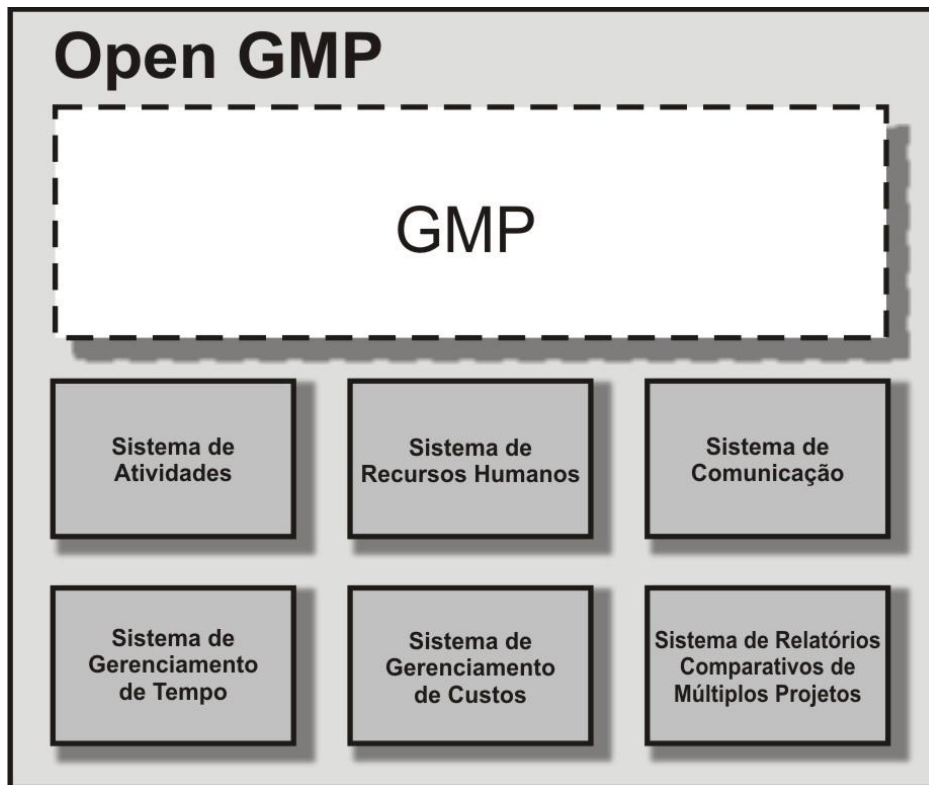 Open GMP
GMP
Sistema de
Atividades
Sistema de
Recursos Humanos
Sistema de
Comunicação
Sistema de
Gerenciamento
de Tempo
Sistema de
Gerenciamento
de Custos
Sistema de Relatórios
Comparativos de
Múltiplos Projetos